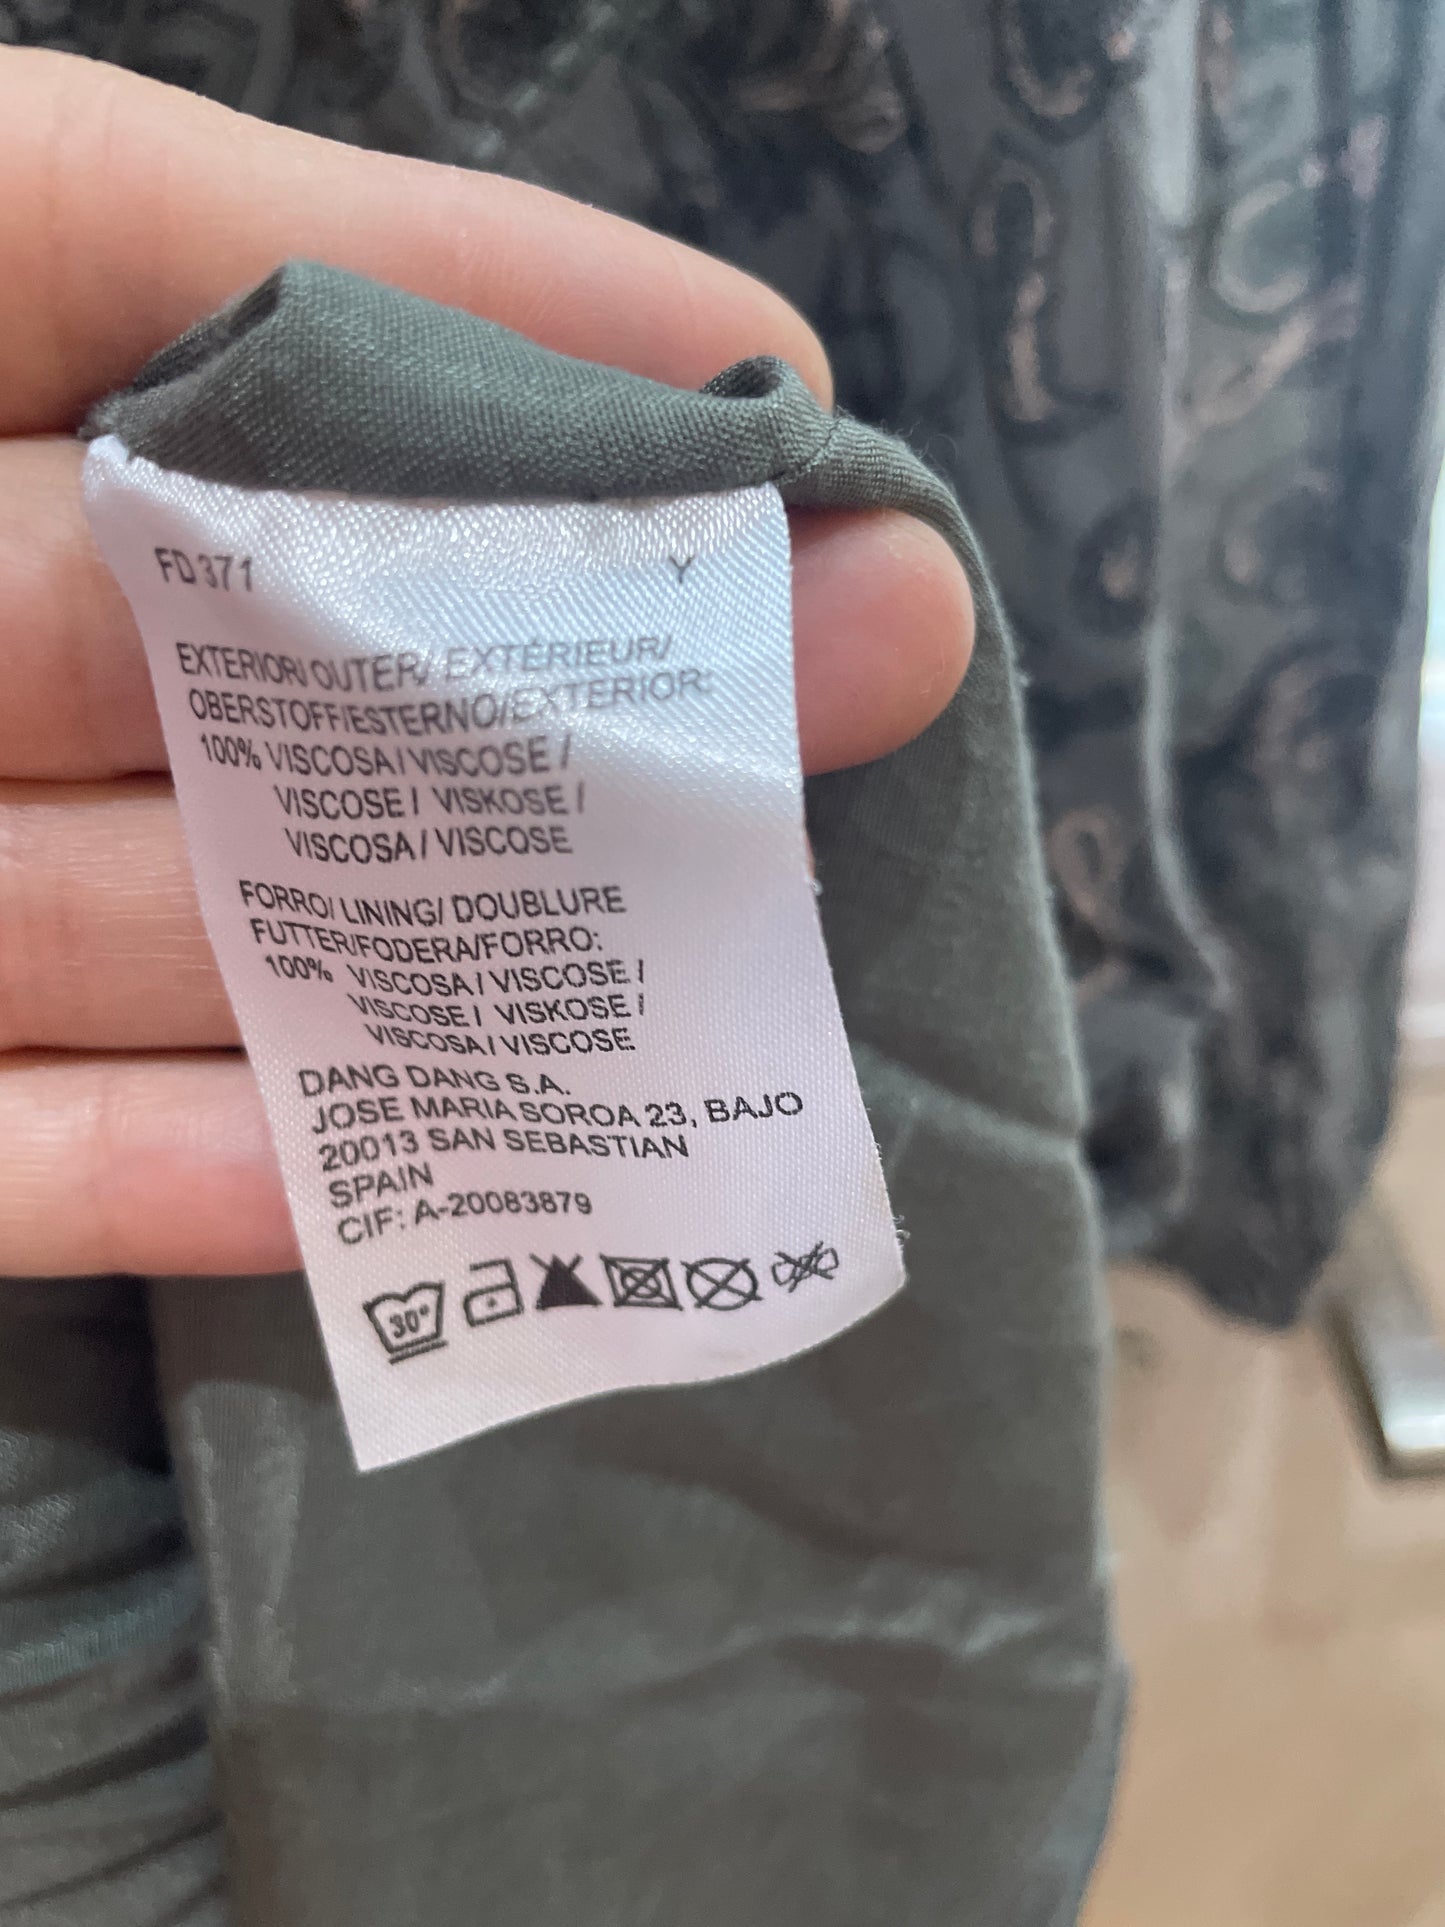 FD371 Y
EXTERIOR/ OUTER/ EXTÉRIEUR/
OBERSTOFF/ESTERNO/EXTERIOR:
100% VISCOSA / VISCOSE /
VISCOSE / VISKOSE /
VISCOSA / VISCOSE
FORRO/ LINING/ DOUBLURE
FUTTER/FODERA/FORRO:
100% VISCOSA / VISCOSE /
VISCOSE / VISKOSE /
VISCOSA / VISCOSE
DANG DANG S.A.
JOSE MARIA SOROA 23, BAJO
20013 SAN SEBASTIAN
SPAIN
CIF: A-20083879
30°